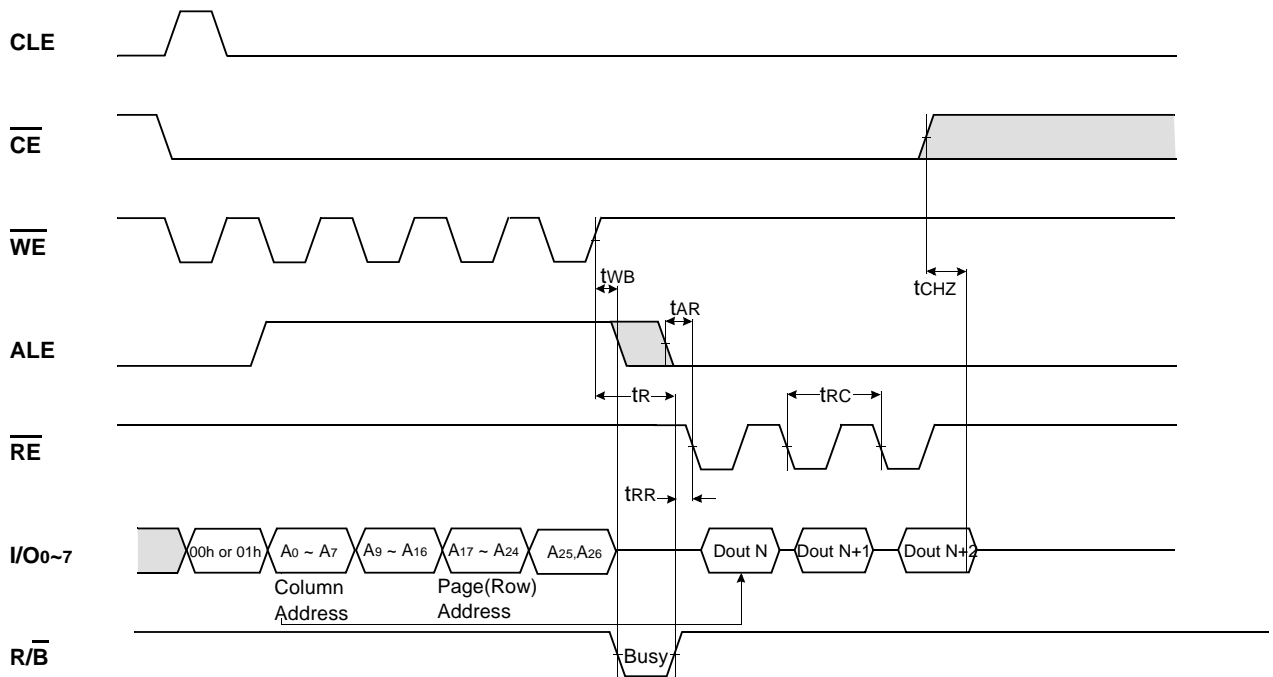 CLE
CE
WE
tWB
tCHZ
tAR
ALE
tR
tRC
RE
tRR
I/O0~7
00h or 01h
A0 ~ A7
A9 ~ A16
A17 ~ A24
A25,A26
Dout N
Dout N+1
Dout N+2
Column
Address
Page(Row)
Address
R/B
Busy